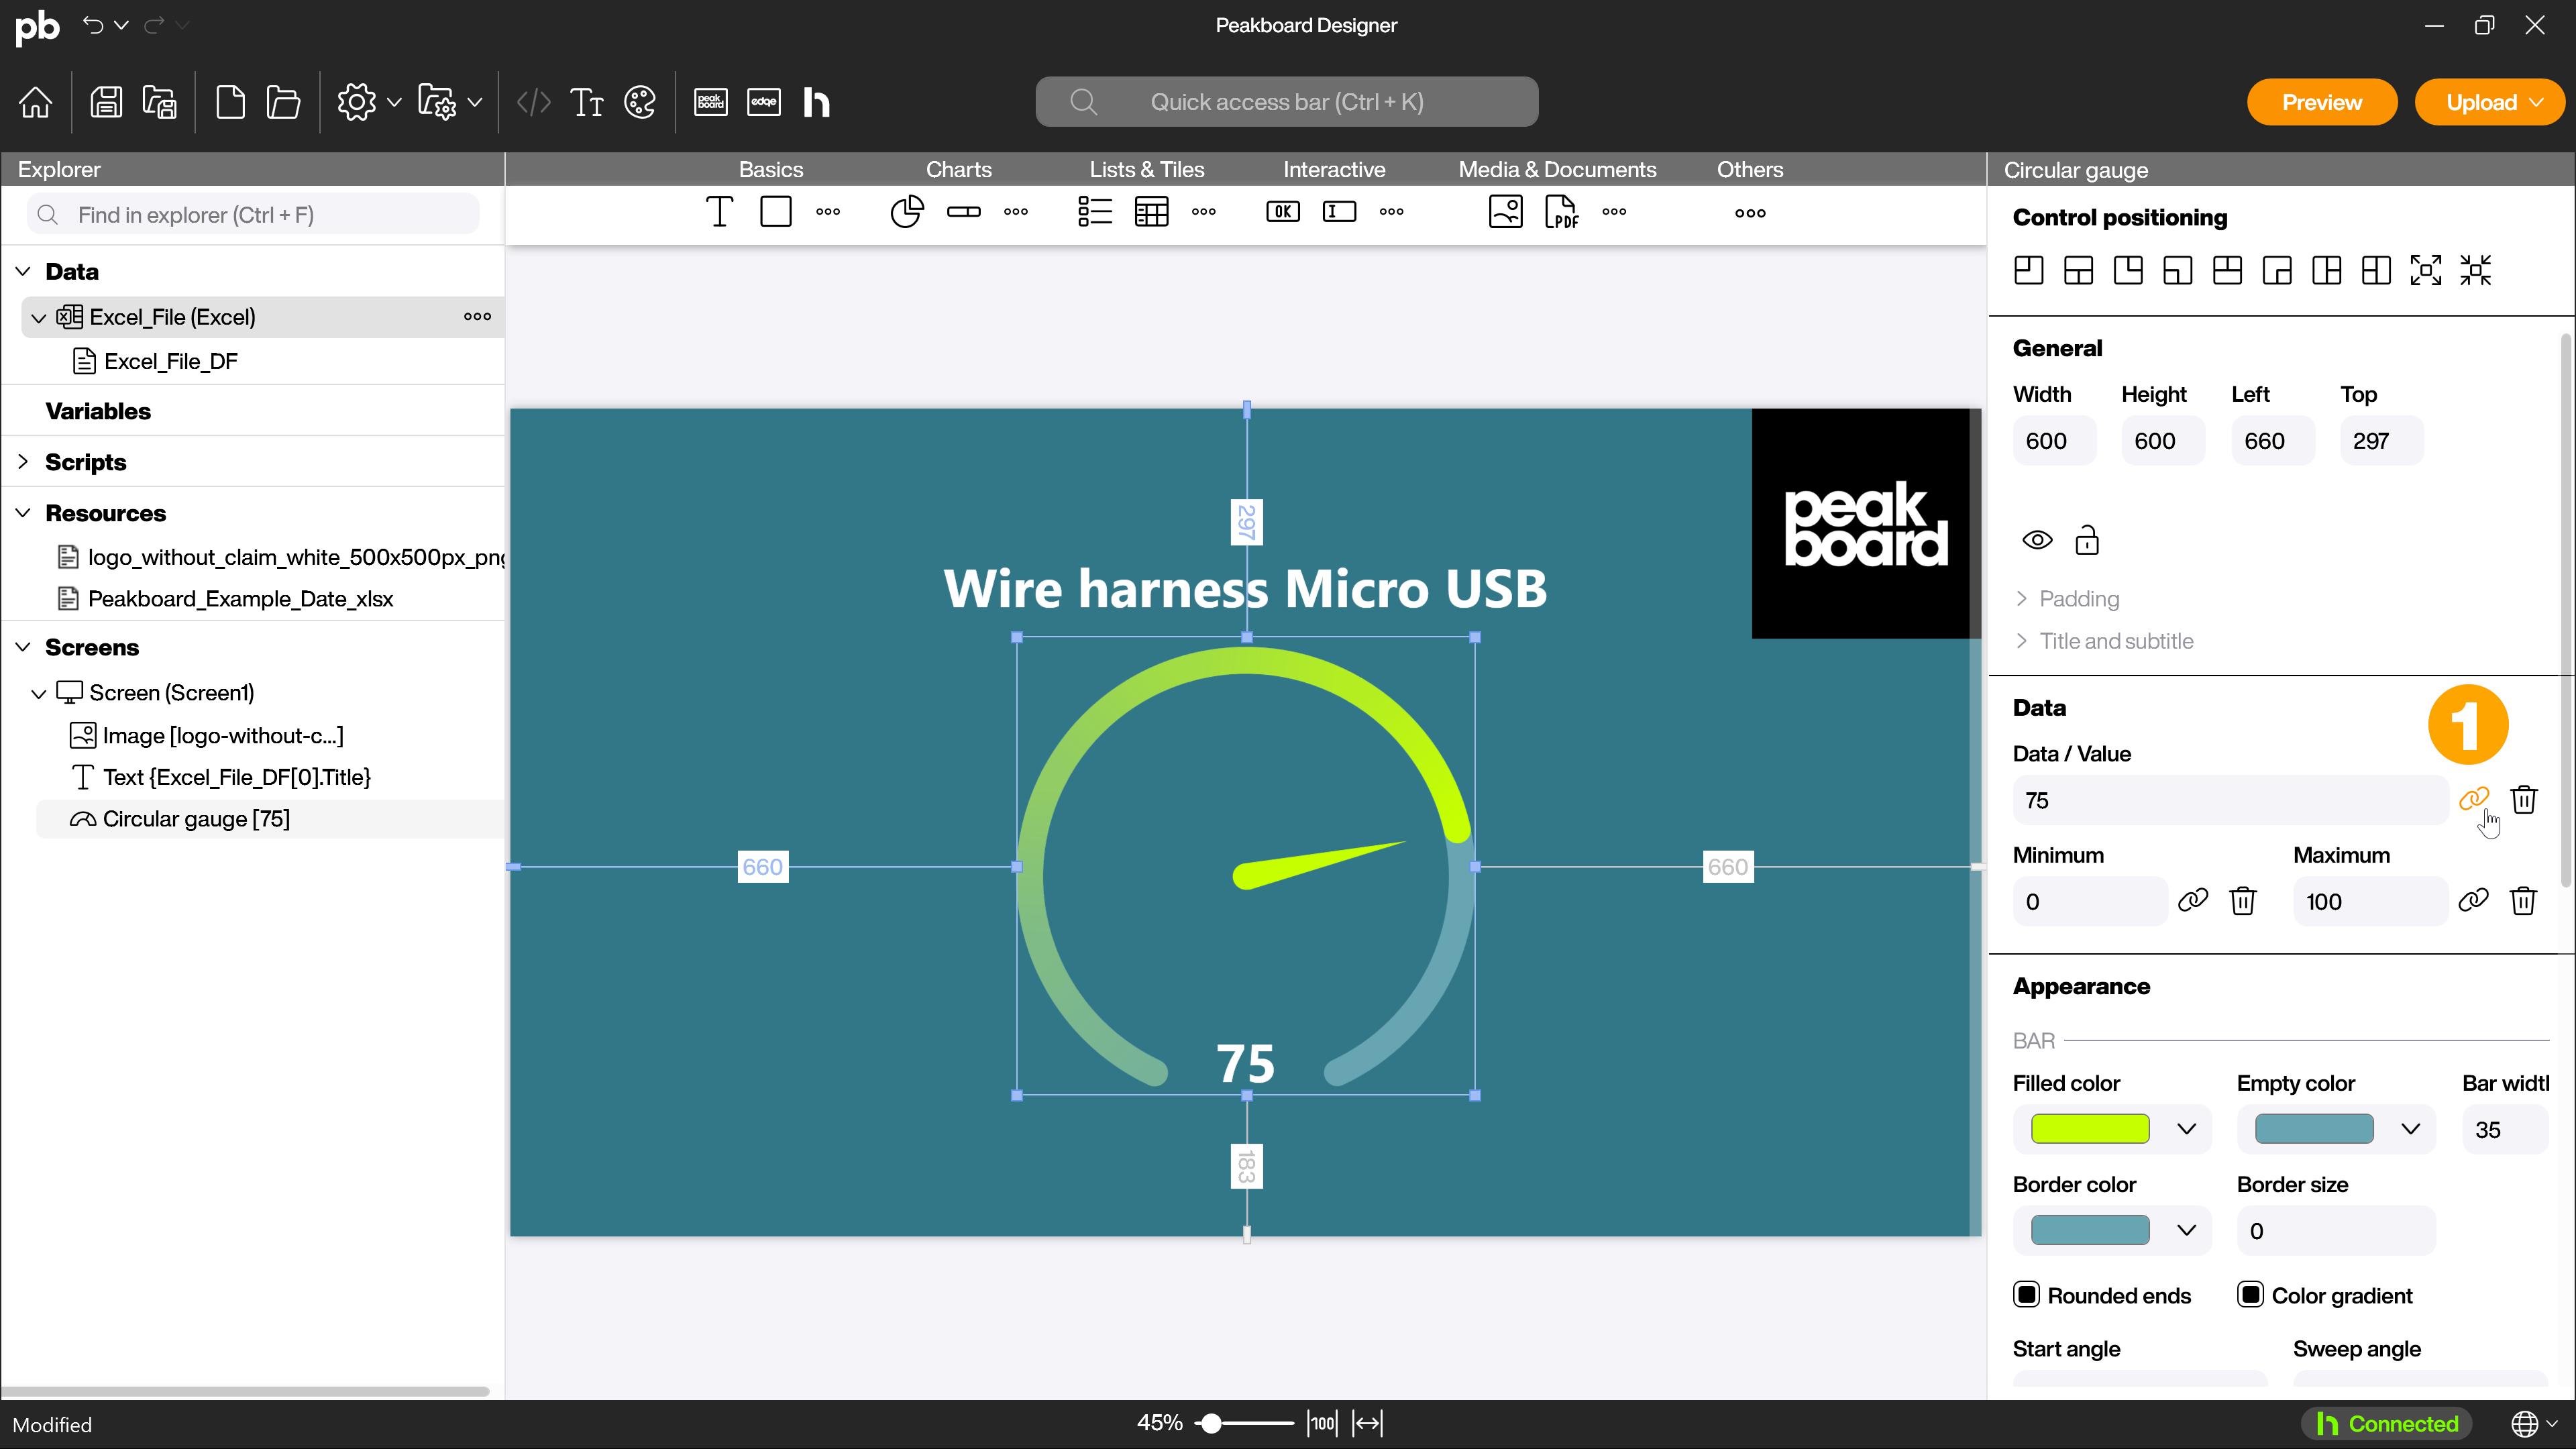 pb
Peakboard Designer
peak
board
edge
h
Quick access bar (Ctrl + K)
Preview
Upload
Explorer
Basics
Charts
Lists & Tiles
Interactive
Media & Documents
Others
Circular gauge
Find in explorer (Ctrl + F)
OK
PDF
Control positioning
Data
Excel_File (Excel)
Excel_File_DF
Variables
Scripts
Resources
logo_without_claim_white_500x500px_png
Peakboard_Example_Date_xlsx
Screens
Screen (Screen1)
Image [logo-without-c...]
Text {Excel_File_DF[0].Title}
Circular gauge [75]
297
peak
board
Wire harness Micro USB
660
660
75
183
General
Width
Height
Left
Top
600
600
660
297
Padding
Title and subtitle
Data
1
Data / Value
75
Minimum
Maximum
0
100
Appearance
BAR
Filled color
Empty color
Bar widtl
35
Border color
Border size
0
Rounded ends
Color gradient
Start angle
Sweep angle
Modified
45%
100
h Connected